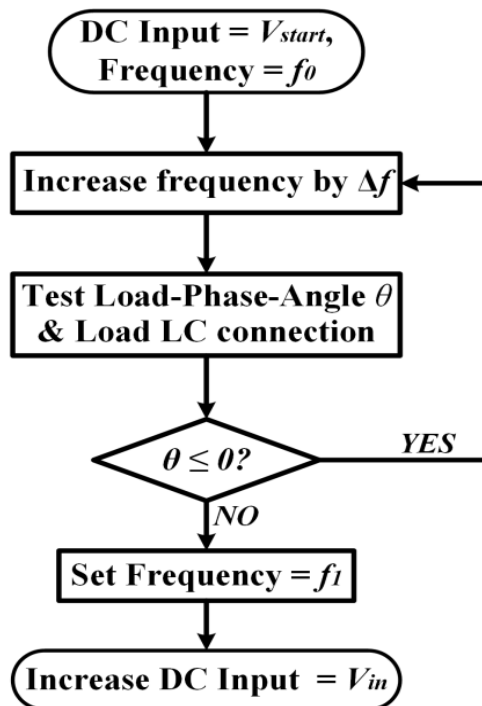 DC Input = Vstart,
Frequency = f0
Increase frequency by Δf
Test Load-Phase-Angle θ
& Load LC connection
θ ≤ 0?
YES
NO
Set Frequency = f1
Increase DC Input = Vin